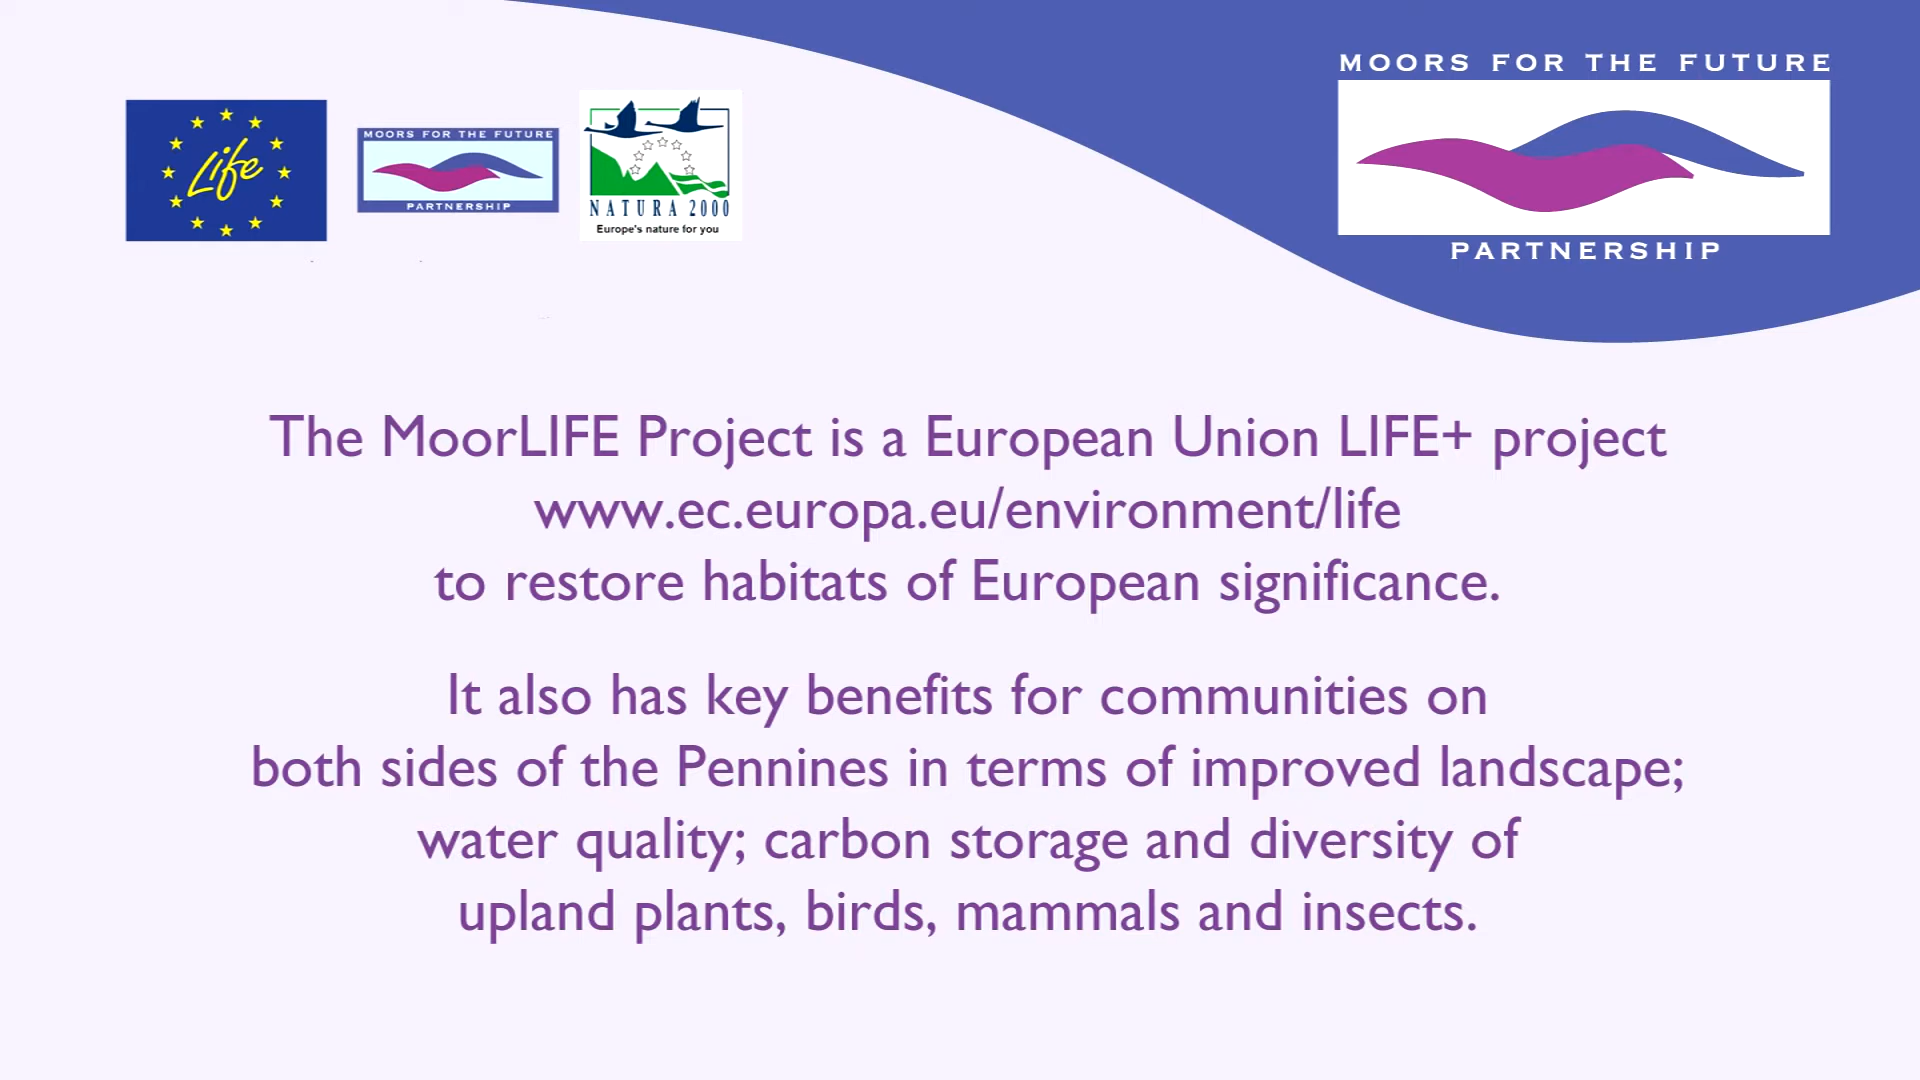 Life
MOORS FOR THE FUTURE
PARTNERSHIP
NATURA 2000
Europe's nature for you
MOORS FOR THE FUTURE
PARTNERSHIP
The MoorLIFE Project is a European Union LIFE+ project
www.ec.europa.eu/environment/life
to restore habitats of European significance.
It also has key benefits for communities on
both sides of the Pennines in terms of improved landscape;
water quality; carbon storage and diversity of
upland plants, birds, mammals and insects.